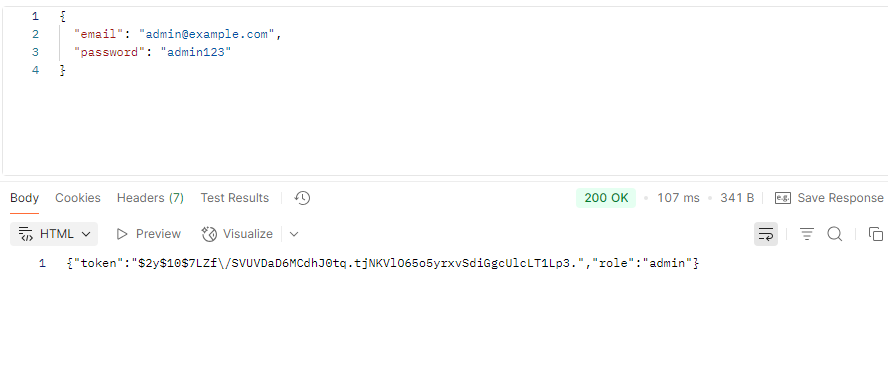 1 {
2 "email": "admin@example.com",
3 "password": "admin123"
4 }
Body Cookies Headers (7) Test Results 200 OK • 107 ms • 341 B e.g. Save Response
HTML Preview Visualize
1 {"token":"$2y$10$7LZf\/SVUVDaD6MCdhJ0tq.tjNKVlO65o5yrxvSdiGgcUlcLT1Lp3.","role":"admin"}